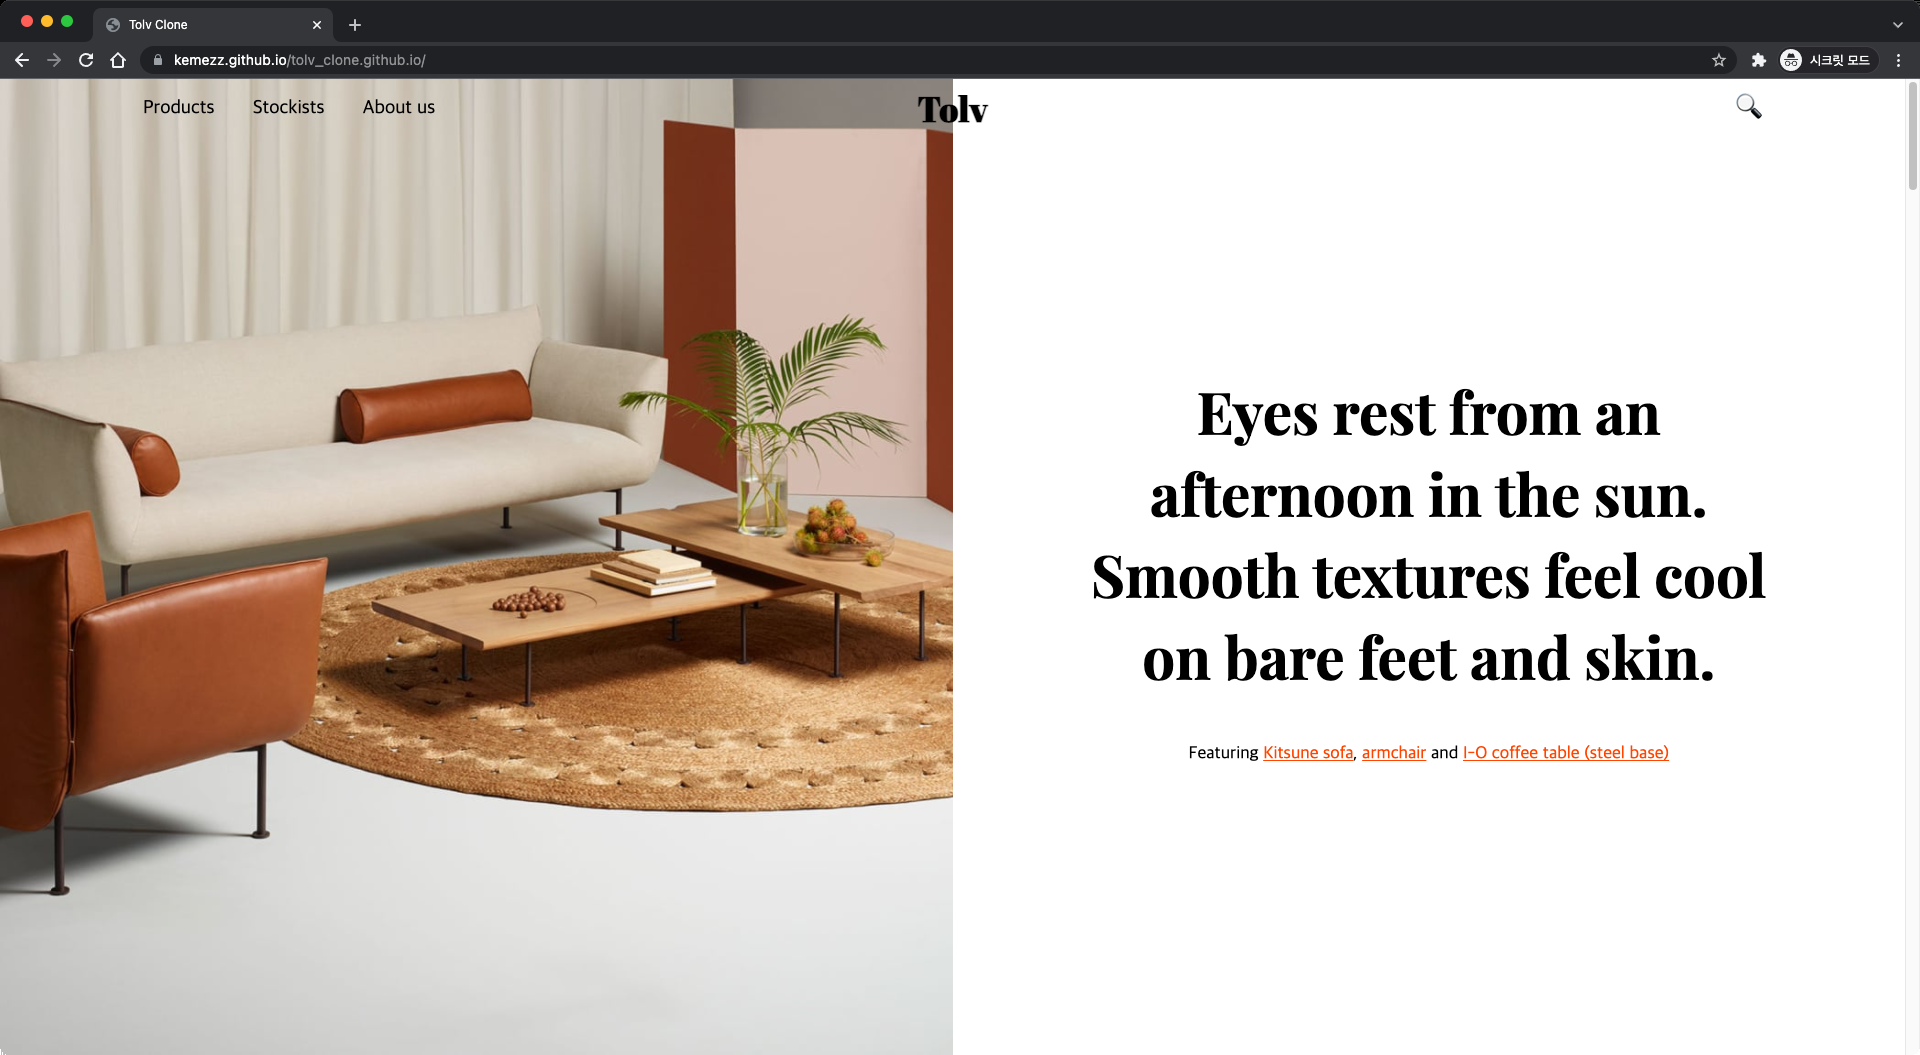 Tolv Clone
kemezz.github.io/tolv_clone.github.io/
시크릿 모드
Products Stockists About us
Tolv
Eyes rest from an
afternoon in the sun.
Smooth textures feel cool
on bare feet and skin.
Featuring Kitsune sofa, armchair and I-O coffee table (steel base)